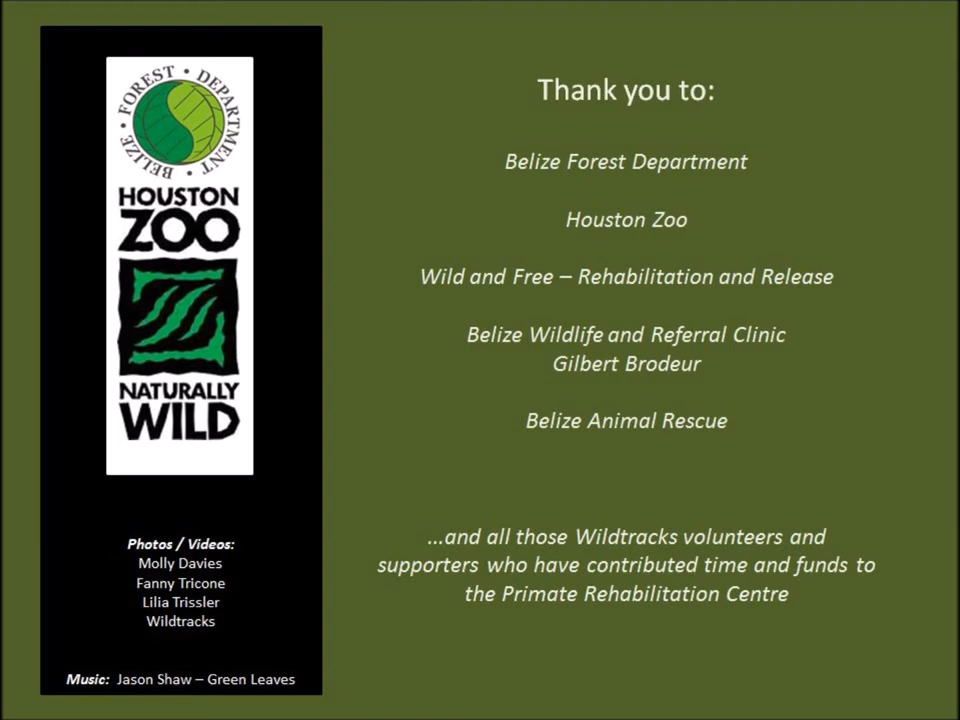 BELIZE • FOREST • DEPARTMENT •
HOUSTON
ZOO
NATURALLY
WILD
Photos / Videos:
Molly Davies
Fanny Tricone
Lilia Trissler
Wildtracks
Music: Jason Shaw – Green Leaves
Thank you to:
Belize Forest Department
Houston Zoo
Wild and Free – Rehabilitation and Release
Belize Wildlife and Referral Clinic
Gilbert Brodeur
Belize Animal Rescue
...and all those Wildtracks volunteers and
supporters who have contributed time and funds to
the Primate Rehabilitation Centre